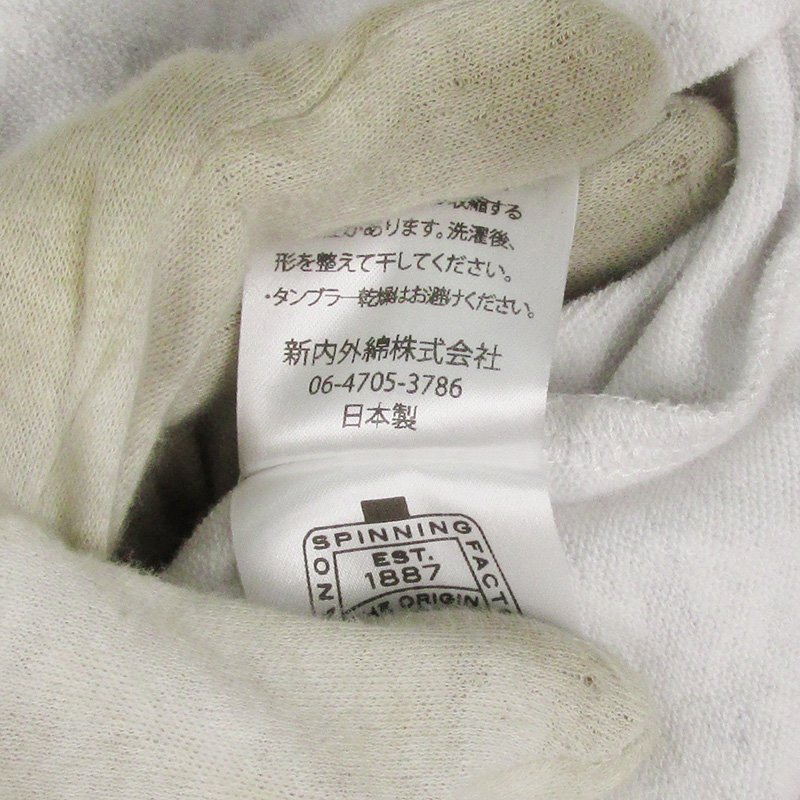 収縮する
があります。洗濯後、
形を整えて干してください。
・タンブラー乾燥はお避けください。
新内外綿株式会社
06-4705-3786
日本製
SPINNING
EST.
1887
ORIGIN